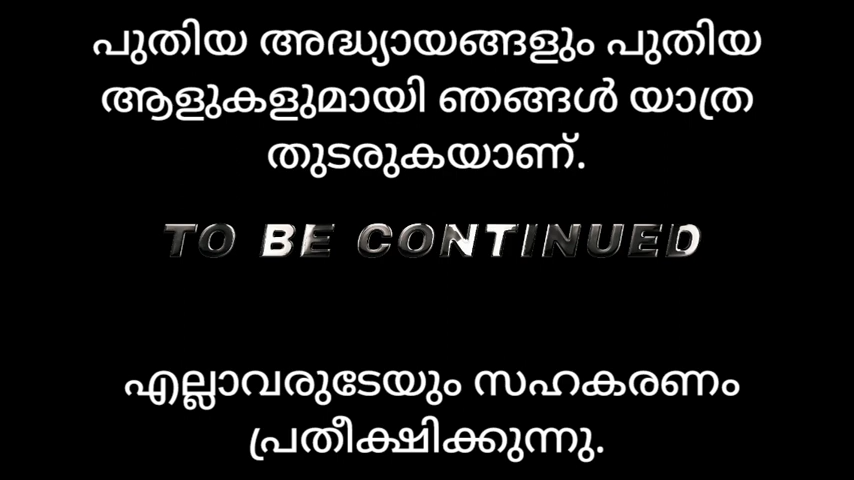 പുതിയ അദ്ധ്യായങ്ങളും പുതിയ
ആളുകളുമായി ഞങ്ങൾ യാത്ര
തുടരുകയാണ്.
TO BE CONTINUED
എല്ലാവരുടേയും സഹകരണം
പ്രതീക്ഷിക്കുന്നു.